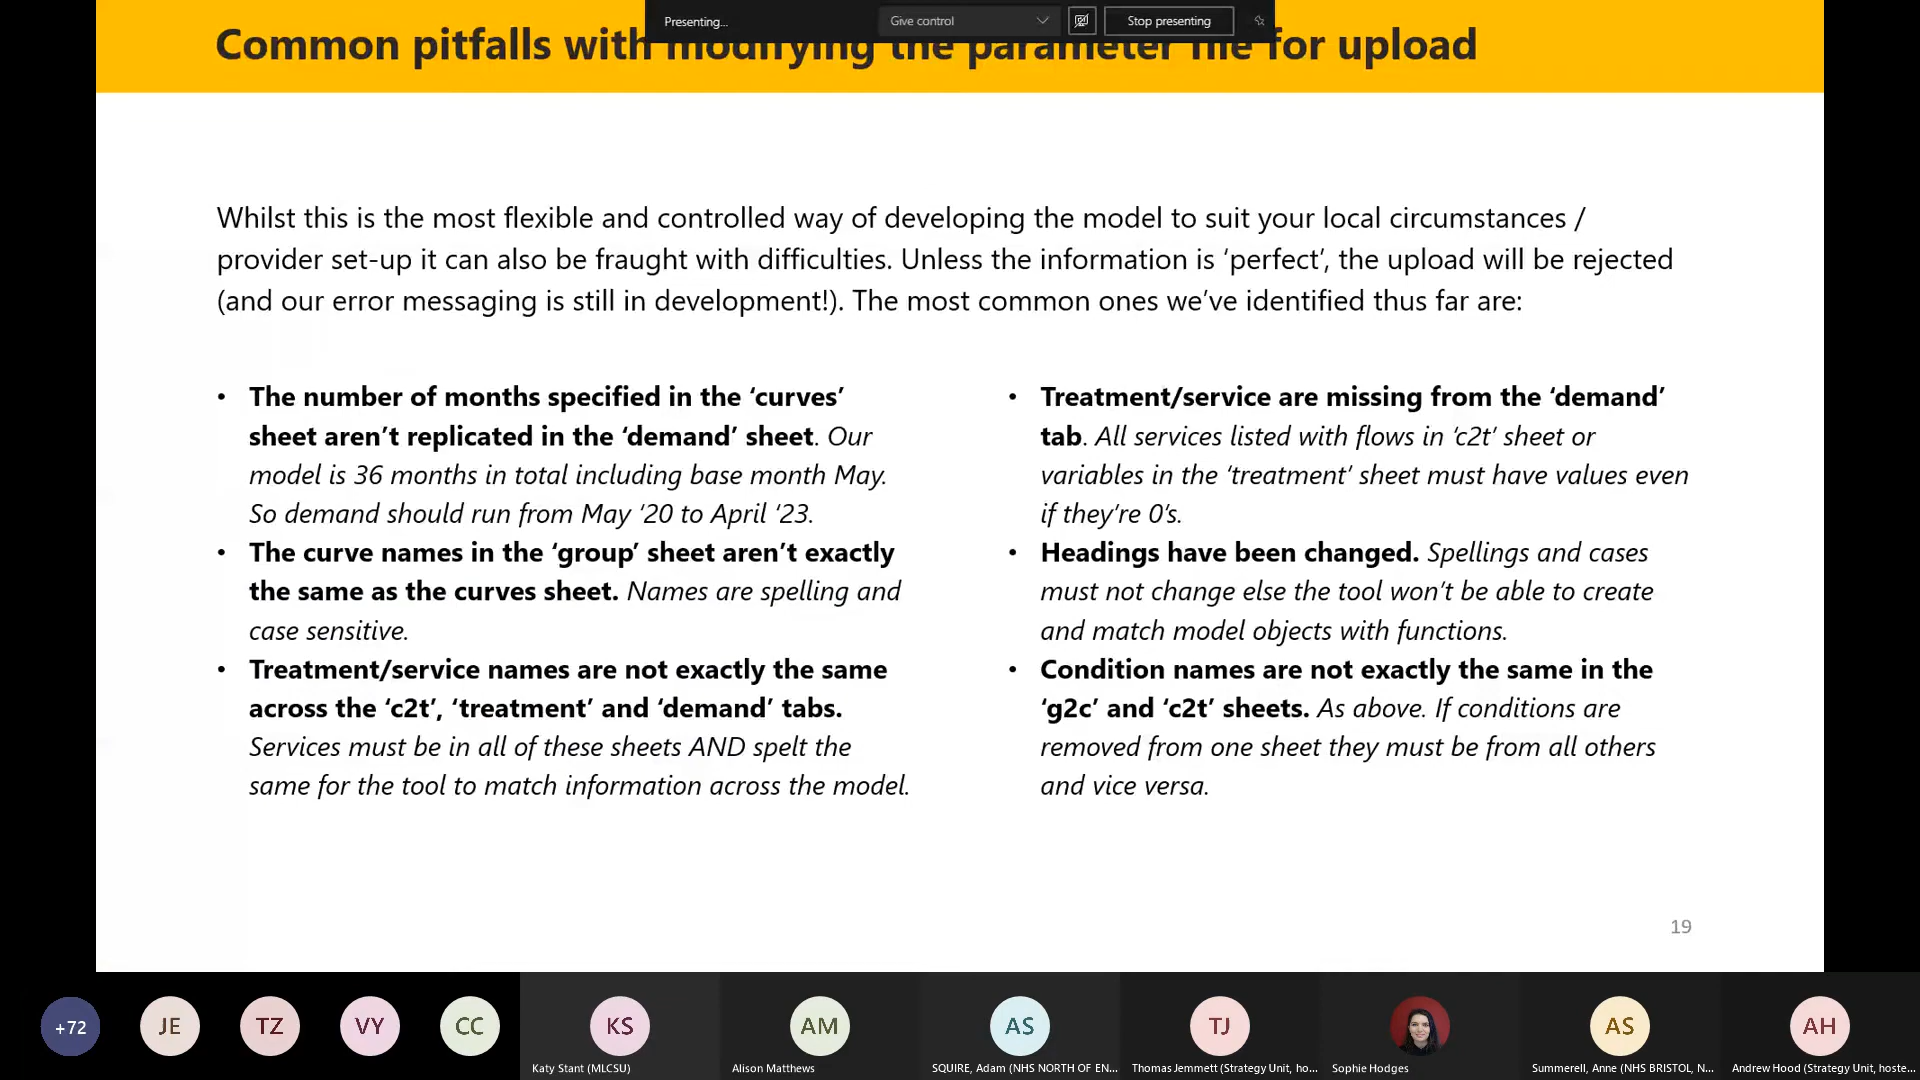 Presenting...
Give control
Stop presenting
Common pitfalls with modifying the parameter file for upload
Whilst this is the most flexible and controlled way of developing the model to suit your local circumstances /
provider set-up it can also be fraught with difficulties. Unless the information is ‘perfect’, the upload will be rejected
(and our error messaging is still in development!). The most common ones we’ve identified thus far are:
• The number of months specified in the ‘curves’
sheet aren’t replicated in the ‘demand’ sheet. Our
model is 36 months in total including base month May.
So demand should run from May ‘20 to April ‘23.
• The curve names in the ‘group’ sheet aren’t exactly
the same as the curves sheet. Names are spelling and
case sensitive.
• Treatment/service names are not exactly the same
across the ‘c2t’, ‘treatment’ and ‘demand’ tabs.
Services must be in all of these sheets AND spelt the
same for the tool to match information across the model.
• Treatment/service are missing from the ‘demand’
tab. All services listed with flows in ‘c2t’ sheet or
variables in the ‘treatment’ sheet must have values even
if they’re 0’s.
• Headings have been changed. Spellings and cases
must not change else the tool won’t be able to create
and match model objects with functions.
• Condition names are not exactly the same in the
‘g2c’ and ‘c2t’ sheets. As above. If conditions are
removed from one sheet they must be from all others
and vice versa.
19
+72
JE
TZ
VY
CC
KS
AM
AS
TJ
AS
AH
Katy Stant (MLCSU)
Alison Matthews
SQUIRE, Adam (NHS NORTH OF EN...
Thomas Jemmett (Strategy Unit, ho...
Sophie Hodges
Summerell, Anne (NHS BRISTOL, N...
Andrew Hood (Strategy Unit, hoste...